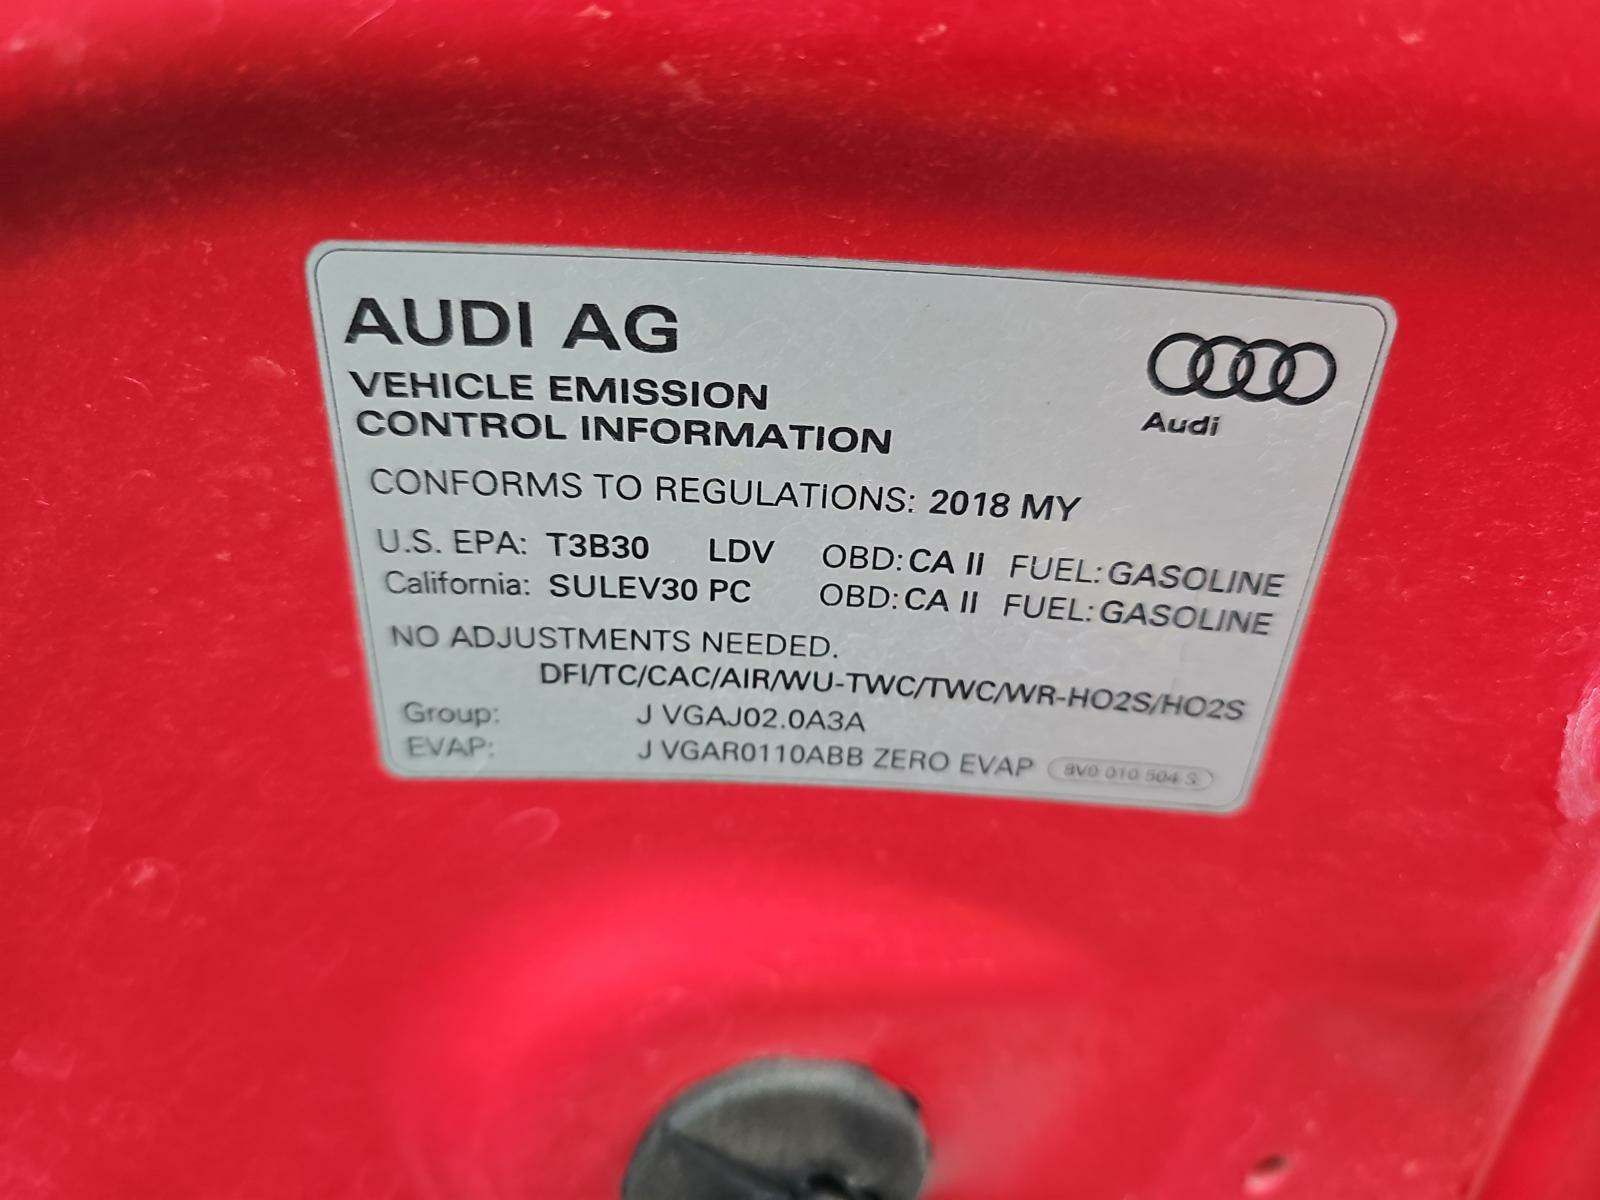 AUDI AG
Audi
VEHICLE EMISSION
CONTROL INFORMATION
CONFORMS TO REGULATIONS: 2018 MY
U.S. EPA: T3B30 LDV OBD: CA II FUEL: GASOLINE
California: SULEV30 PC OBD: CA II FUEL: GASOLINE
NO ADJUSTMENTS NEEDED.
DFI/TC/CAC/AIR/WU-TWC/TWC/WR-HO2S/HO2S
Group: J VGAJ02.0A3A
EVAP: J VGAR0110ABB ZERO EVAP 8V0 010 504 S